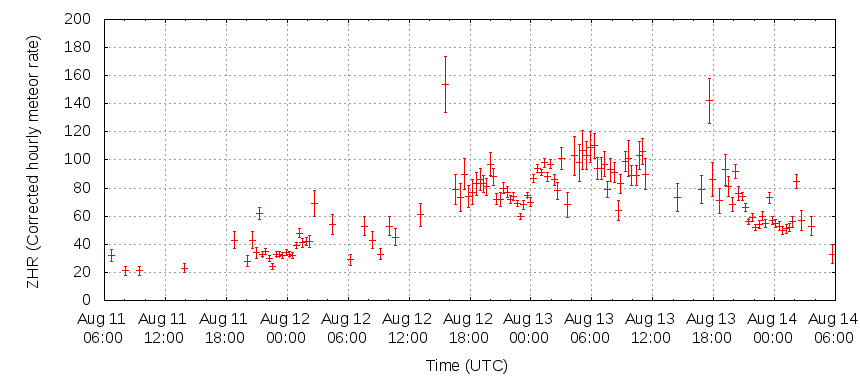 200
180
160
140
120
100
80
60
40
20
0
ZHR (Corrected hourly meteor rate)
Aug 11 Aug 11 Aug 11 Aug 12 Aug 12 Aug 12 Aug 12 Aug 13 Aug 13 Aug 13 Aug 13 Aug 14 Aug 14
06:00 12:00 18:00 00:00 06:00 12:00 18:00 00:00 06:00 12:00 18:00 00:00 06:00
Time (UTC)